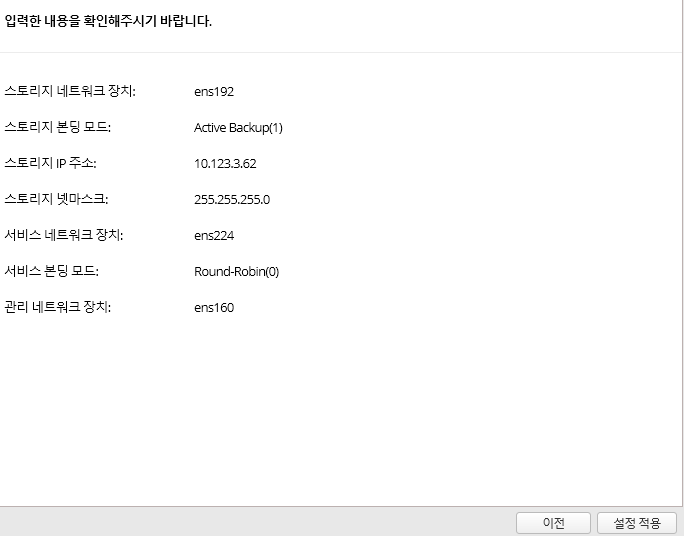 입력한 내용을 확인해주시기 바랍니다.
스토리지 네트워크 장치: ens192
스토리지 본딩 모드: Active Backup(1)
스토리지 IP 주소: 10.123.3.62
스토리지 넷마스크: 255.255.255.0
서비스 네트워크 장치: ens224
서비스 본딩 모드: Round-Robin(0)
관리 네트워크 장치: ens160
이전 설정 적용